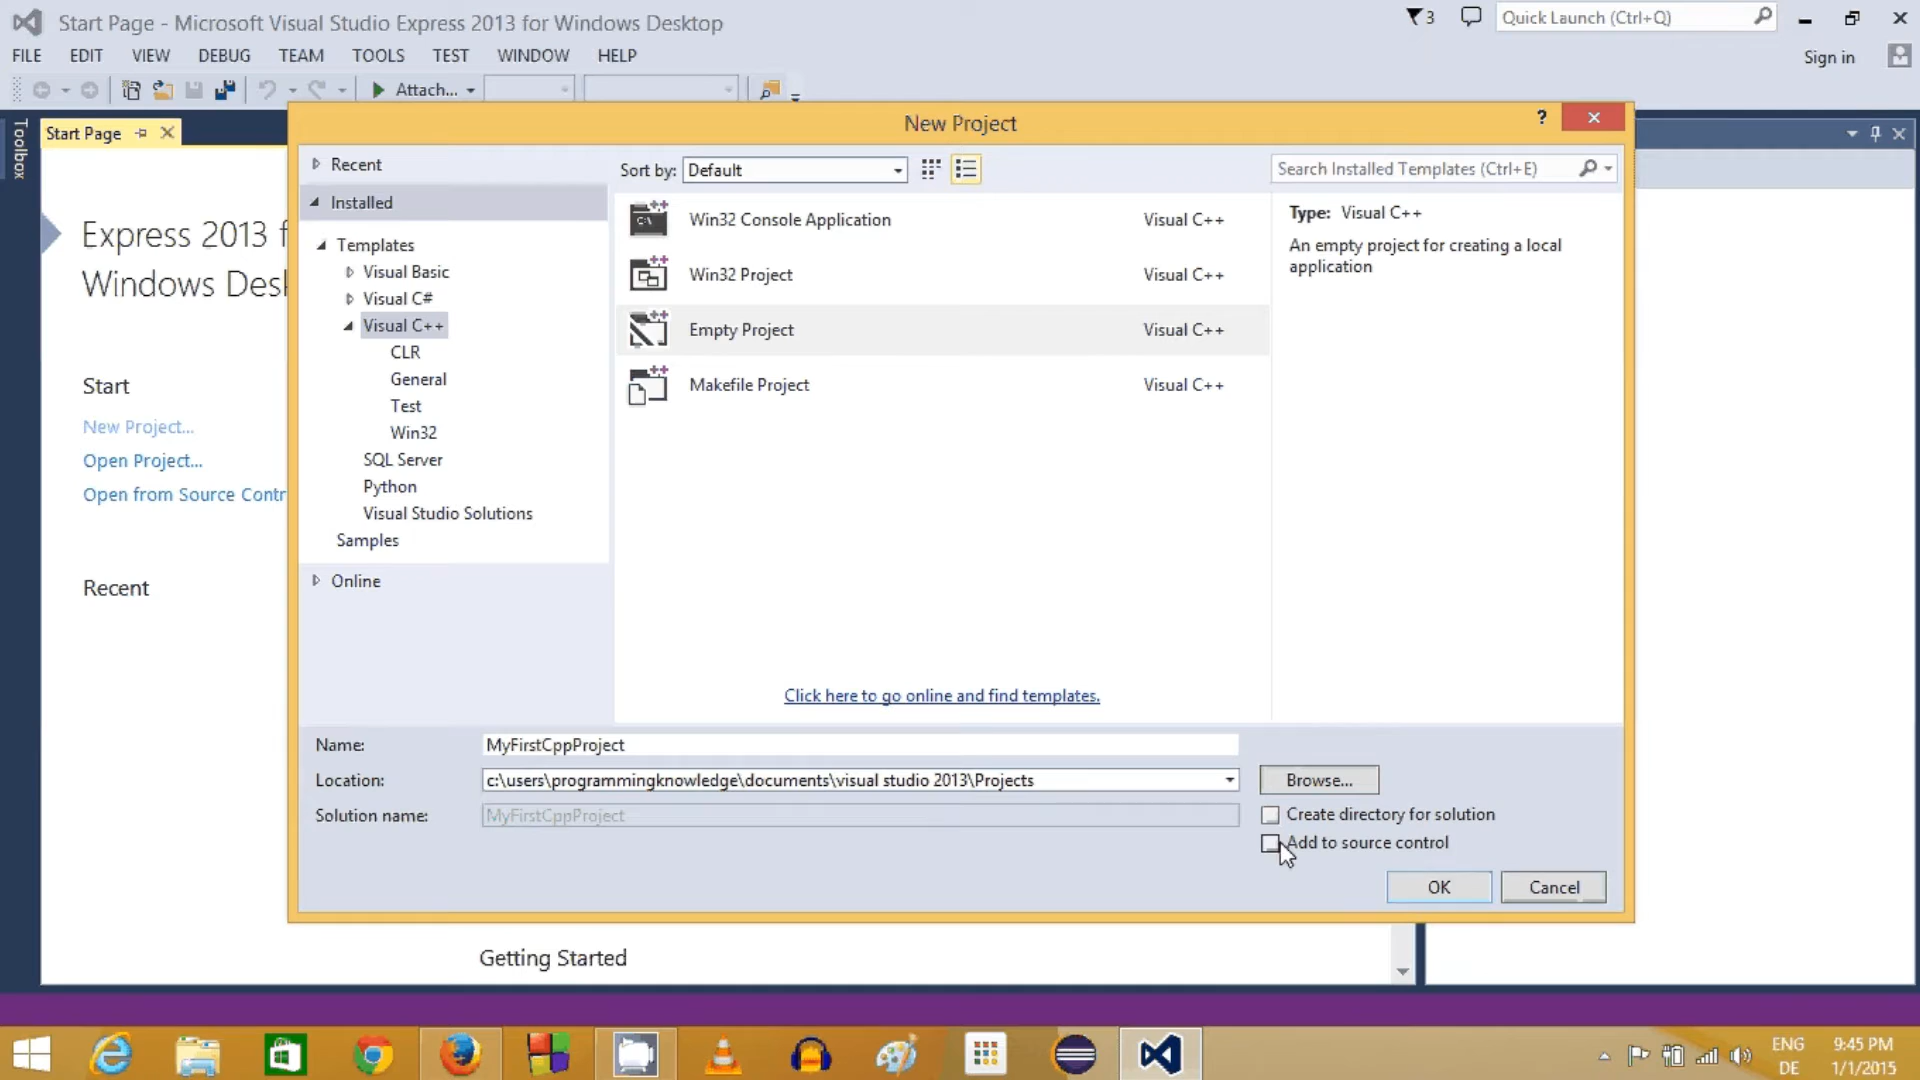 Start Page - Microsoft Visual Studio Express 2013 for Windows Desktop
3
Quick Launch (Ctrl+Q)
FILE EDIT VIEW DEBUG TEAM TOOLS TEST WINDOW HELP
Sign in
Attach...
Toolbox
Start Page
Express 2013 f
Windows Desk
Start
New Project...
Open Project...
Open from Source Contr
Recent
Getting Started
New Project
?
Recent
Installed
Templates
Visual Basic
Visual C#
Visual C++
CLR
General
Test
Win32
SQL Server
Python
Visual Studio Solutions
Samples
Online
Sort by: Default
Search Installed Templates (Ctrl+E)
Win32 Console Application Visual C++
Win32 Project Visual C++
Empty Project Visual C++
Makefile Project Visual C++
Click here to go online and find templates.
Type: Visual C++
An empty project for creating a local
application
Name: MyFirstCppProject
Location: c:\users\programmingknowledge\documents\visual studio 2013\Projects
Browse...
Solution name: MyFirstCppProject
Create directory for solution
Add to source control
OK Cancel
ENG 9:45 PM
DE 1/1/2015